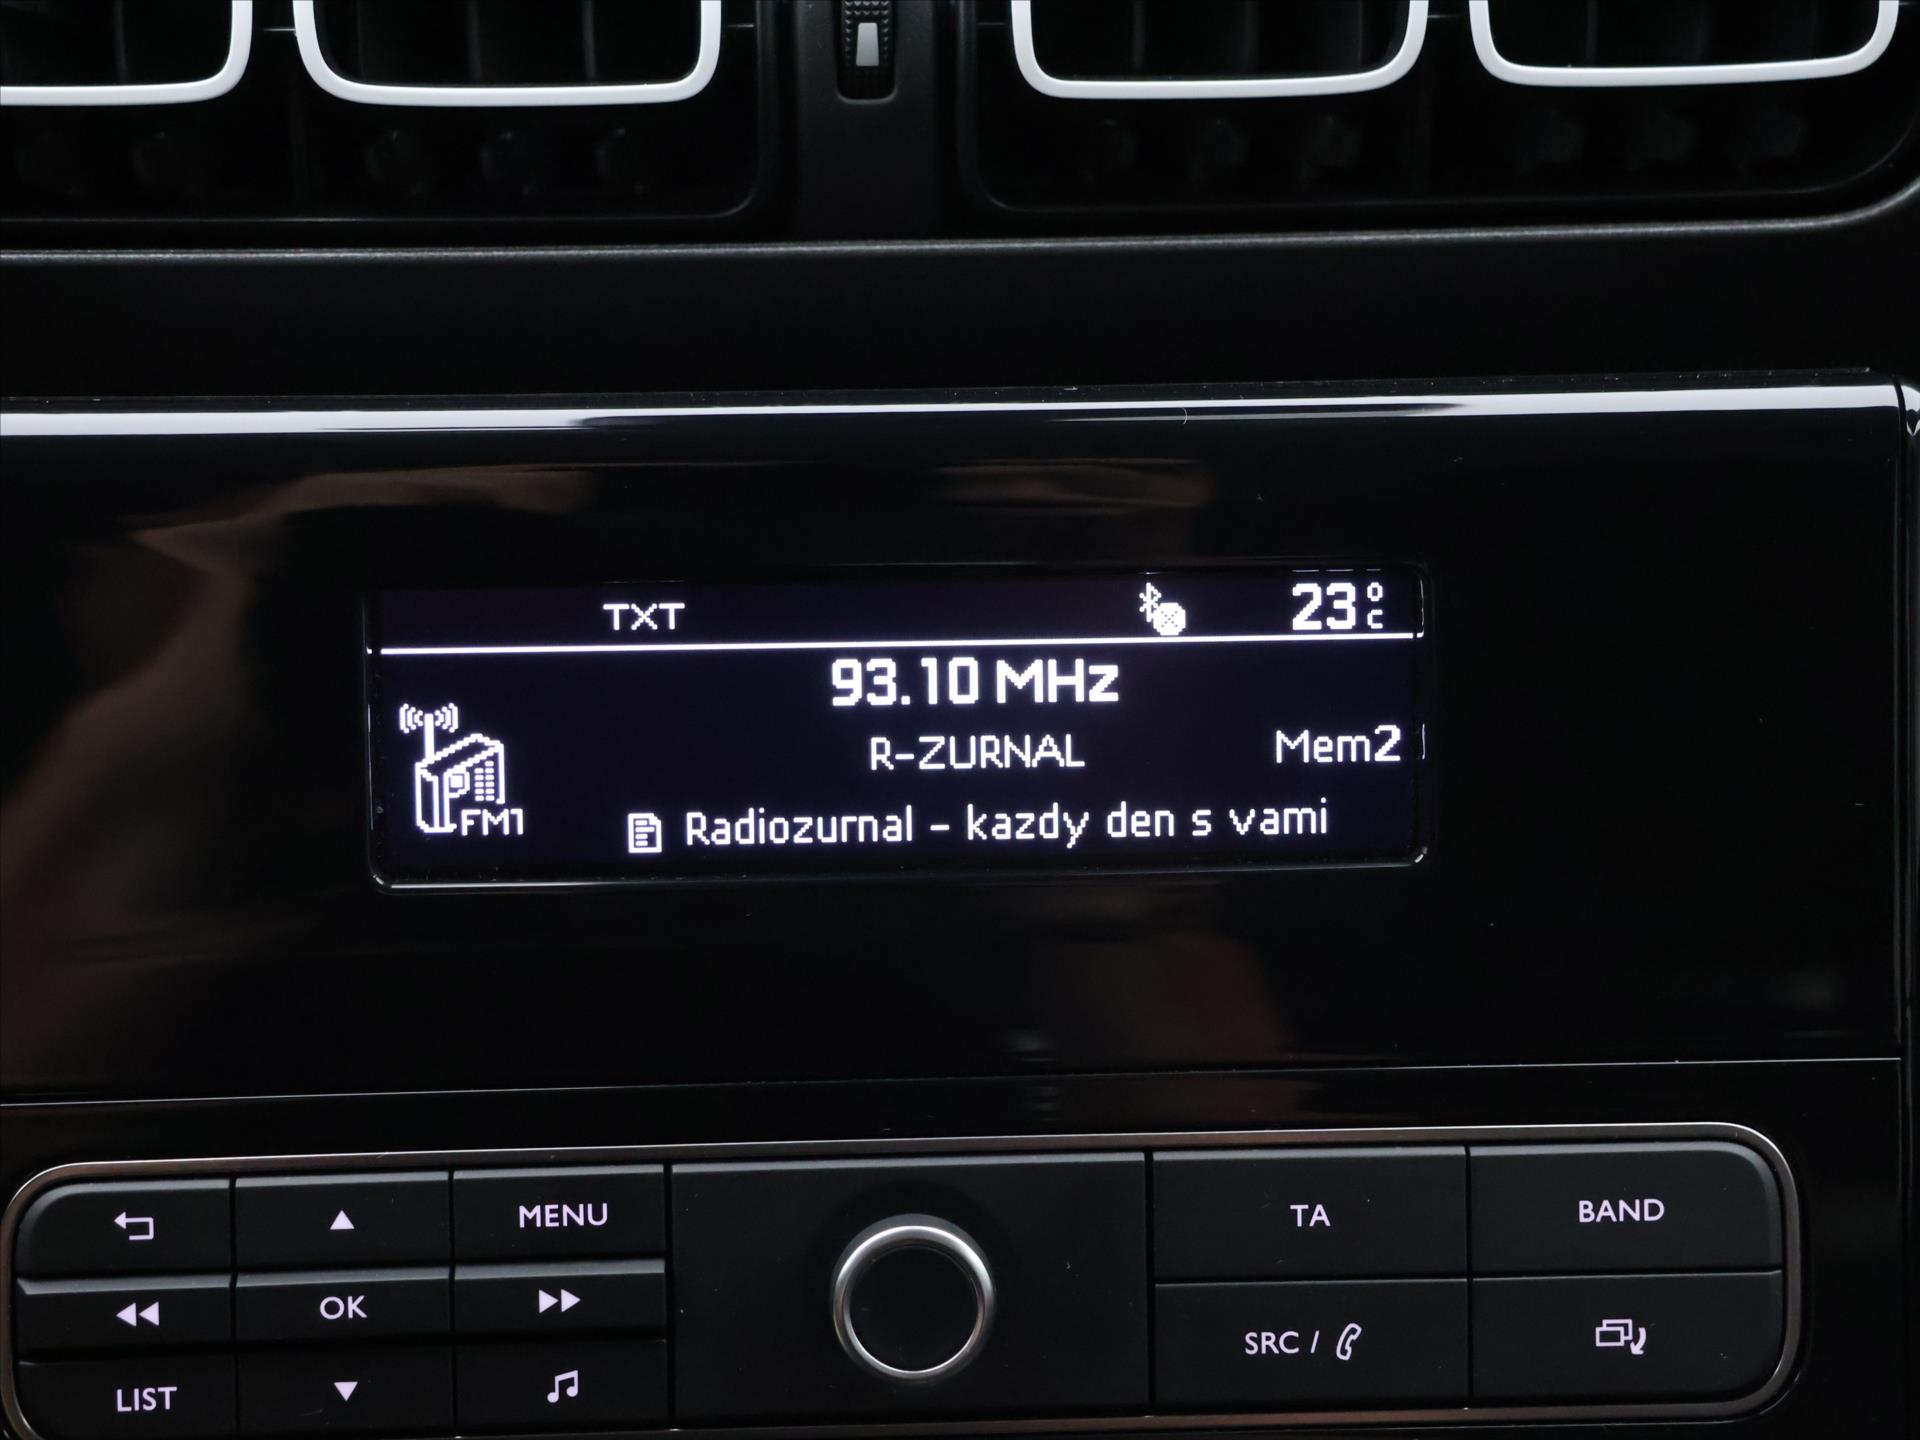 TXT 23°C
93.10 MHz
R-ZURNAL Mem2
FM1 Radiozurnal - kazdy den s vami
MENU
TA
BAND
OK
SRC /
LIST